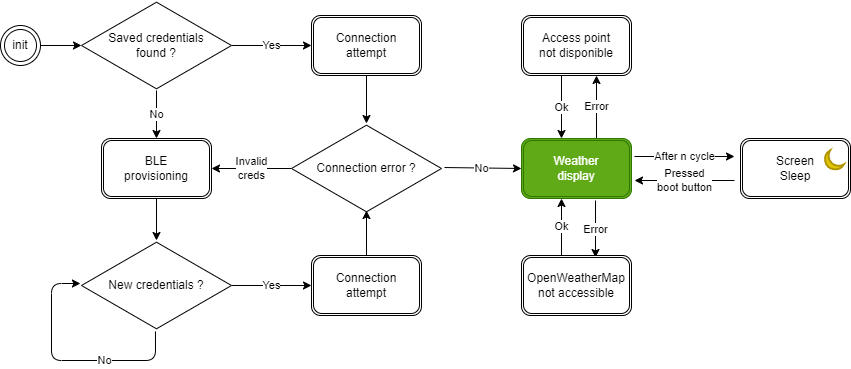 init
Saved credentials
found ?
Yes
Connection
attempt
Access point
not disponible
No
Ok
Error
BLE
provisioning
Invalid
creds
Connection error ?
No
Weather
display
After n cycle
Pressed
boot button
Screen
Sleep
Ok
Error
New credentials ?
Yes
Connection
attempt
OpenWeatherMap
not accessible
No